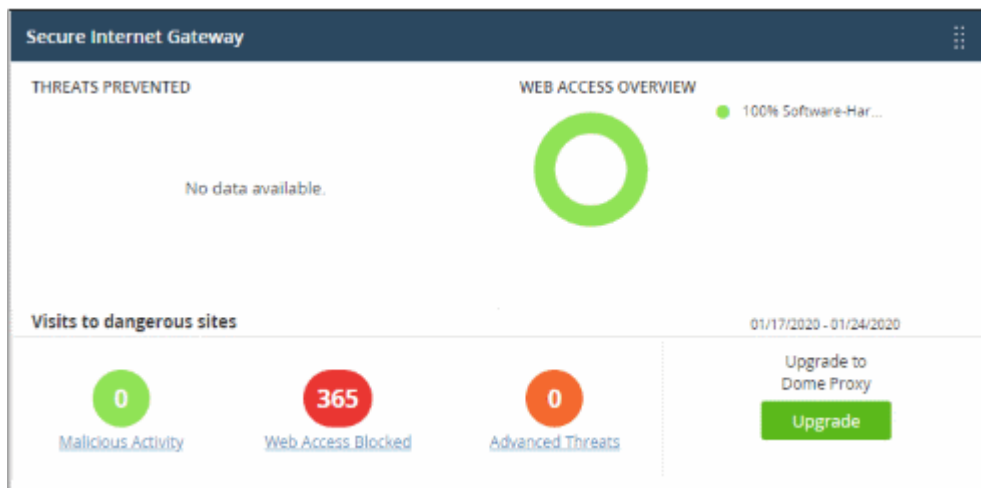 Secure Internet Gateway
THREATS PREVENTED
No data available.
WEB ACCESS OVERVIEW
100% Software-Har...
Visits to dangerous sites
01/17/2020 - 01/24/2020
0
Malicious Activity
365
Web Access Blocked
0
Advanced Threats
Upgrade to
Dome Proxy
Upgrade